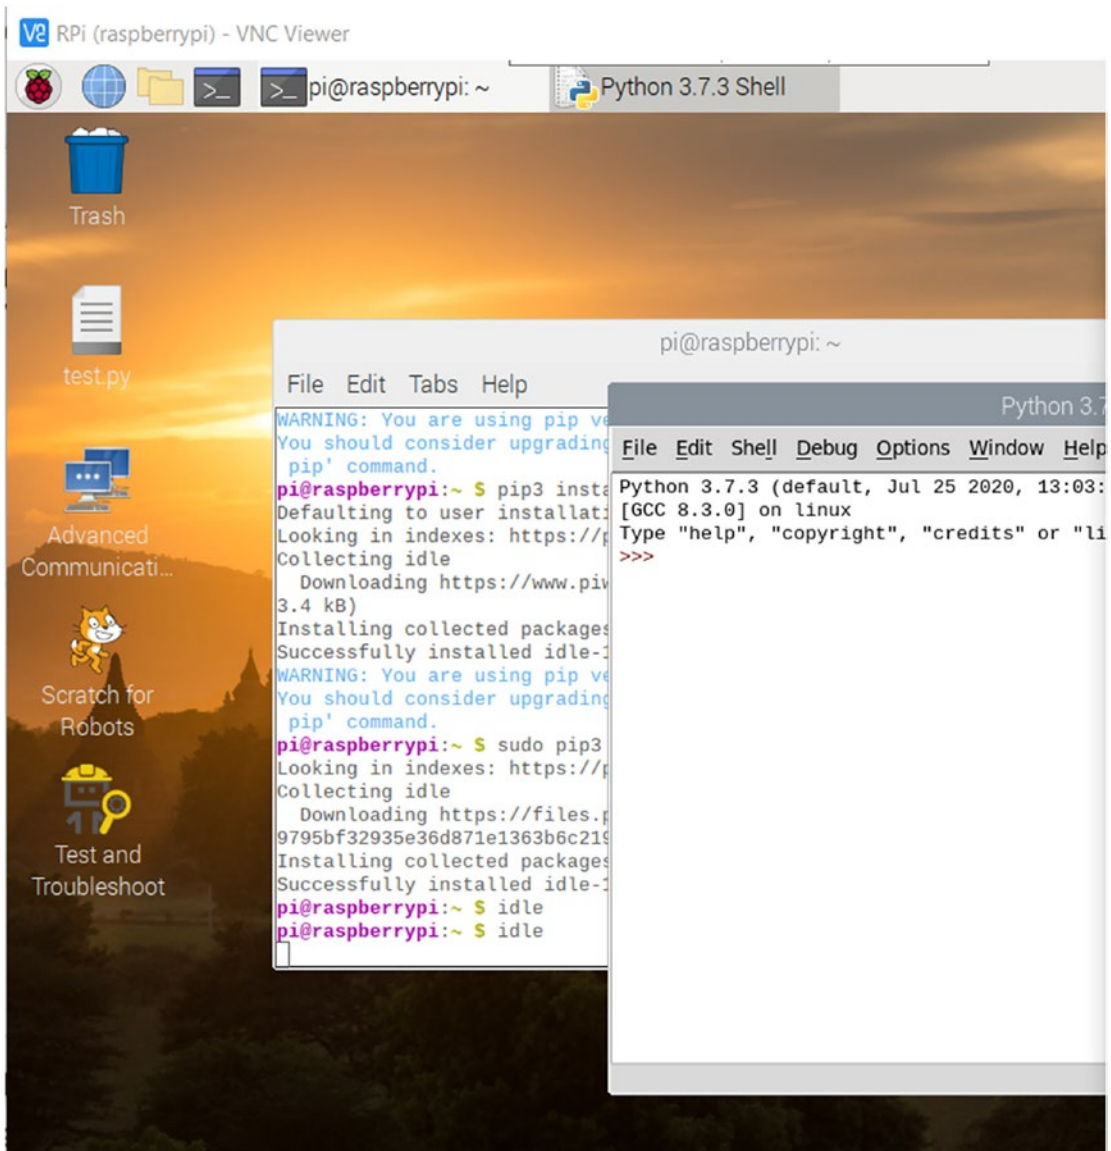 RPi (raspberrypi) - VNC Viewer
pi@raspberrypi: ~
Python 3.7.3 Shell
Trash
test.py
Advanced
Communicati...
Scratch for
Robots
Test and
Troubleshoot
pi@raspberrypi: ~
File Edit Tabs Help
WARNING: You are using pip ve
You should consider upgrading
pip' command.
pi@raspberrypi:~ $ pip3 insta
Defaulting to user installati
Looking in indexes: https://p
Collecting idle
Downloading https://www.piw
3.4 kB)
Installing collected packages
Successfully installed idle-1
WARNING: You are using pip ve
You should consider upgrading
pip' command.
pi@raspberrypi:~ $ sudo pip3
Looking in indexes: https://p
Collecting idle
Downloading https://files.p
9795bf32935e36d871e1363b6c219
Installing collected packages
Successfully installed idle-1
pi@raspberrypi:~ $ idle
pi@raspberrypi:~ $ idle
Python 3.7
File Edit Shell Debug Options Window Help
Python 3.7.3 (default, Jul 25 2020, 13:03:
[GCC 8.3.0] on linux
Type "help", "copyright", "credits" or "li
>>>